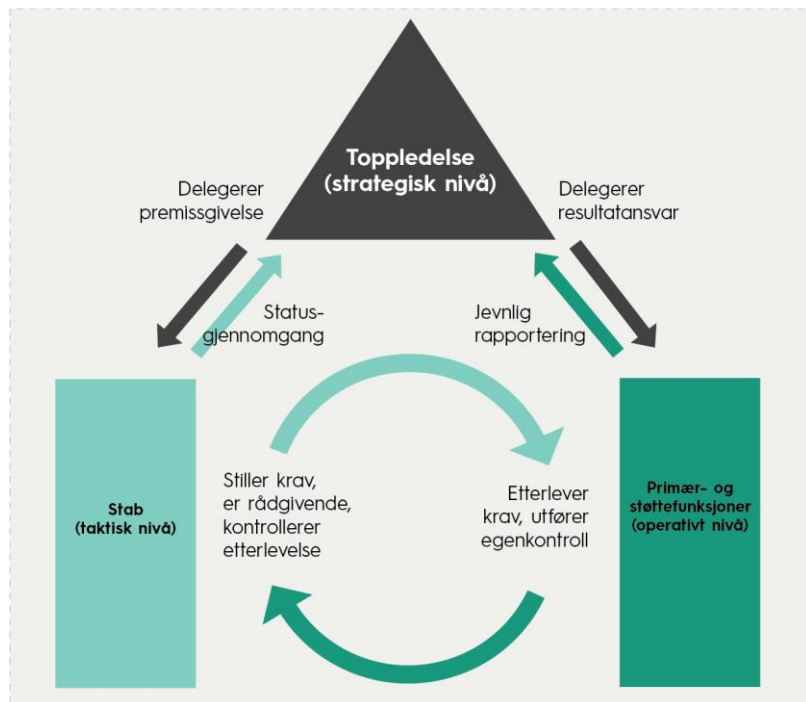 Toppledelse
(strategisk nivå)
Delegerer
premissgivelse
Delegerer
resultatansvar
Status-
gjennomgang
Jevnlig
rapportering
Stab
(taktisk nivå)
Stiller krav,
er rådgivende,
kontrollerer
etterlevelse
Etterlever
krav, utfører
egenkontroll
Primær- og
støttefunksjoner
(operativt nivå)